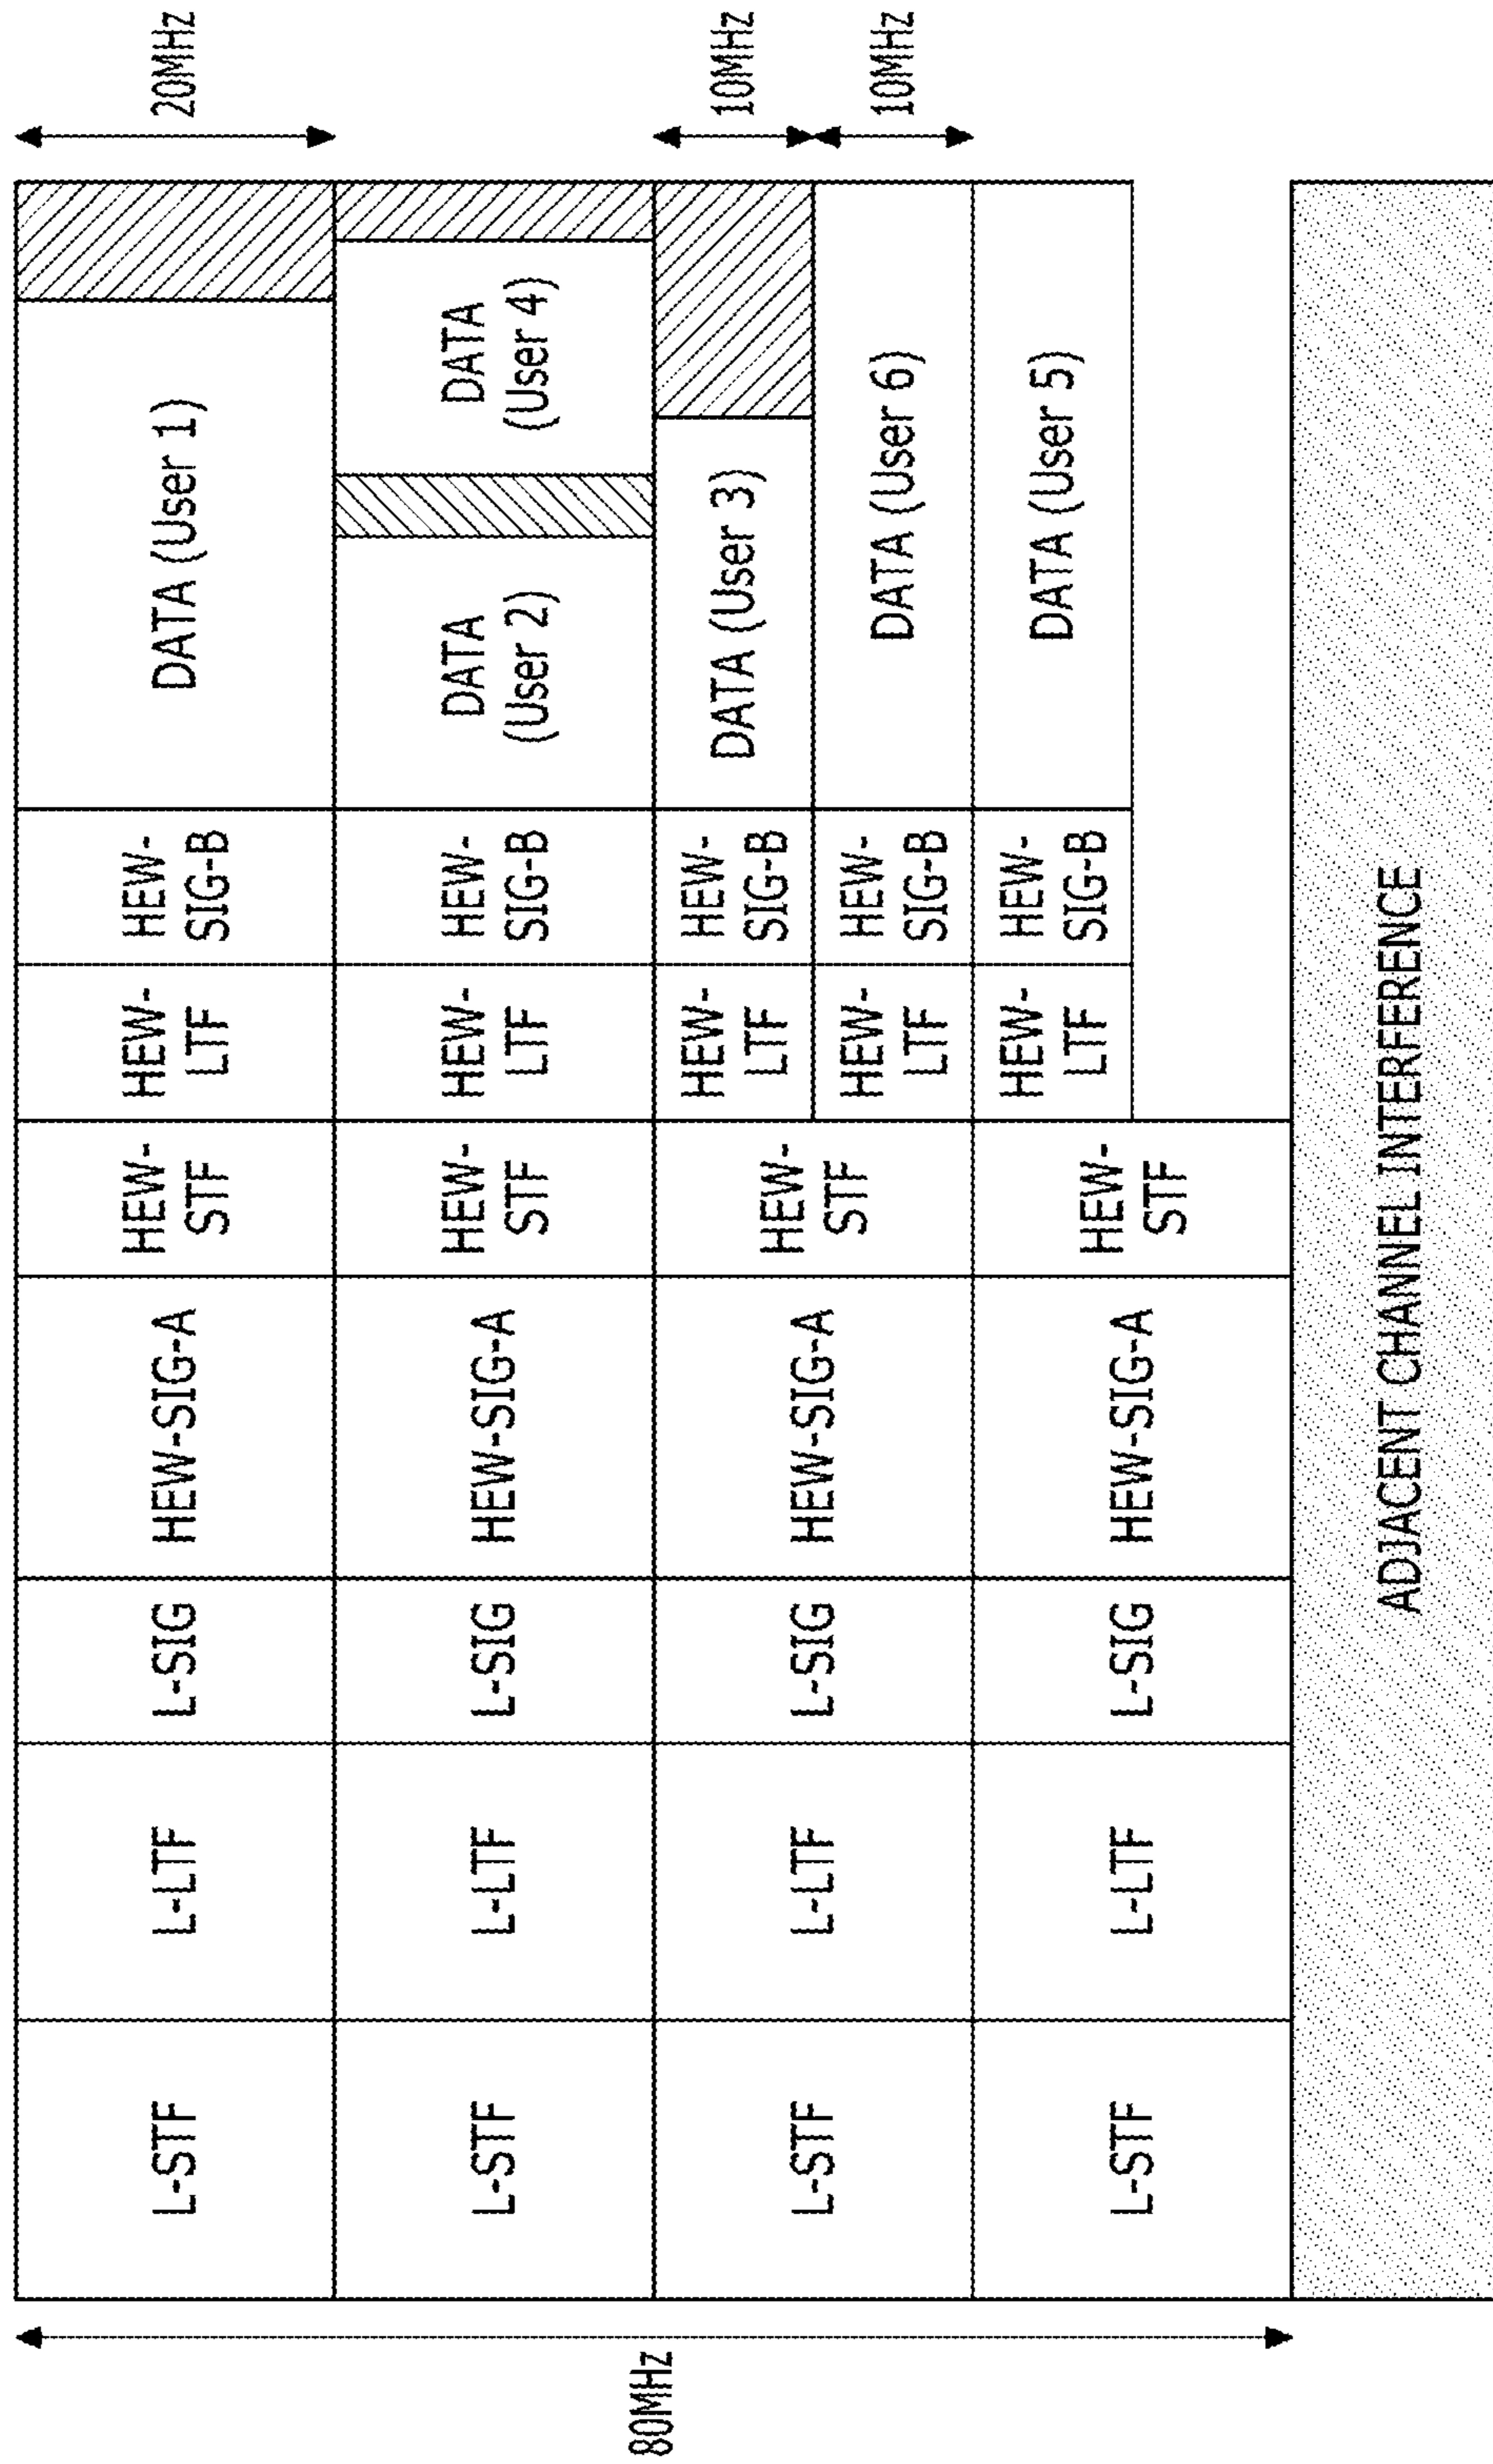 80MHz
L-STF
L-LTF
L-SIG
HEW-SIG-A
HEW-
STF
HEW-
LTF
HEW-
SIG-B
DATA (User 1)
20MHz
L-STF
L-LTF
L-SIG
HEW-SIG-A
HEW-
STF
HEW-
LTF
HEW-
SIG-B
DATA
(User 2)
DATA
(User 4)
L-STF
L-LTF
L-SIG
HEW-SIG-A
HEW-
STF
HEW-
LTF
HEW-
SIG-B
DATA (User 3)
10MHz
HEW-
LTF
HEW-
SIG-B
DATA (User 6)
10MHz
L-STF
L-LTF
L-SIG
HEW-SIG-A
HEW-
STF
HEW-
LTF
HEW-
SIG-B
DATA (User 5)
ADJACENT CHANNEL INTERFERENCE